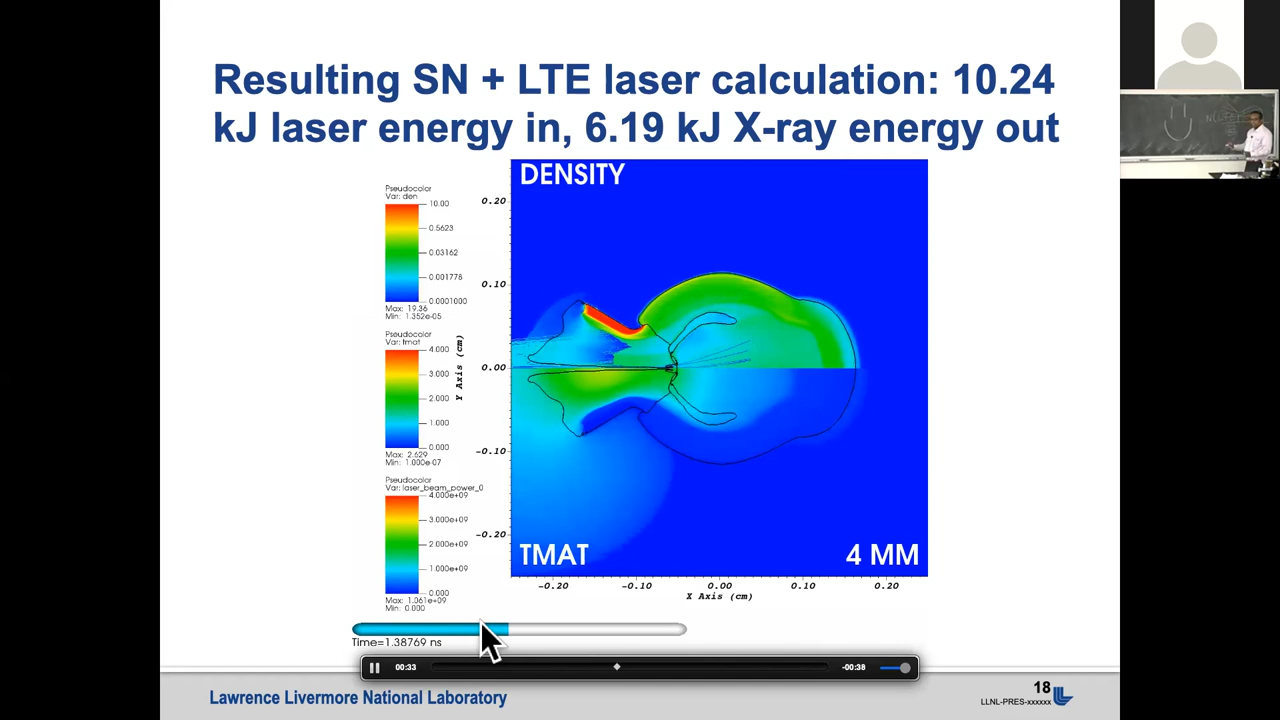 Resulting SN + LTE laser calculation: 10.24
kJ laser energy in, 6.19 kJ X-ray energy out
DENSITY
Pseudocolor
Var: den
10.00
0.5623
0.03162
0.001778
0.0001000
Max: 19.36
Min: 1.352e-05
Pseudocolor
Var: tmat
4.000
3.000
2.000
1.000
0.000
Max: 2.629
Min: 1.000e-07
Pseudocolor
Var: laser_beam_power_0
4.000e+09
3.000e+09
2.000e+09
1.000e+09
0.000
Max: 1.061e+09
Min: 0.000
Y Axis (cm)
0.20
0.10
0.00
-0.10
-0.20
TMAT
4 MM
-0.20 -0.10 0.00 0.10 0.20
X Axis (cm)
Time=1.38769 ns
00:33
-00:38
Lawrence Livermore National Laboratory
18
LLNL-PRES-xxxxxx